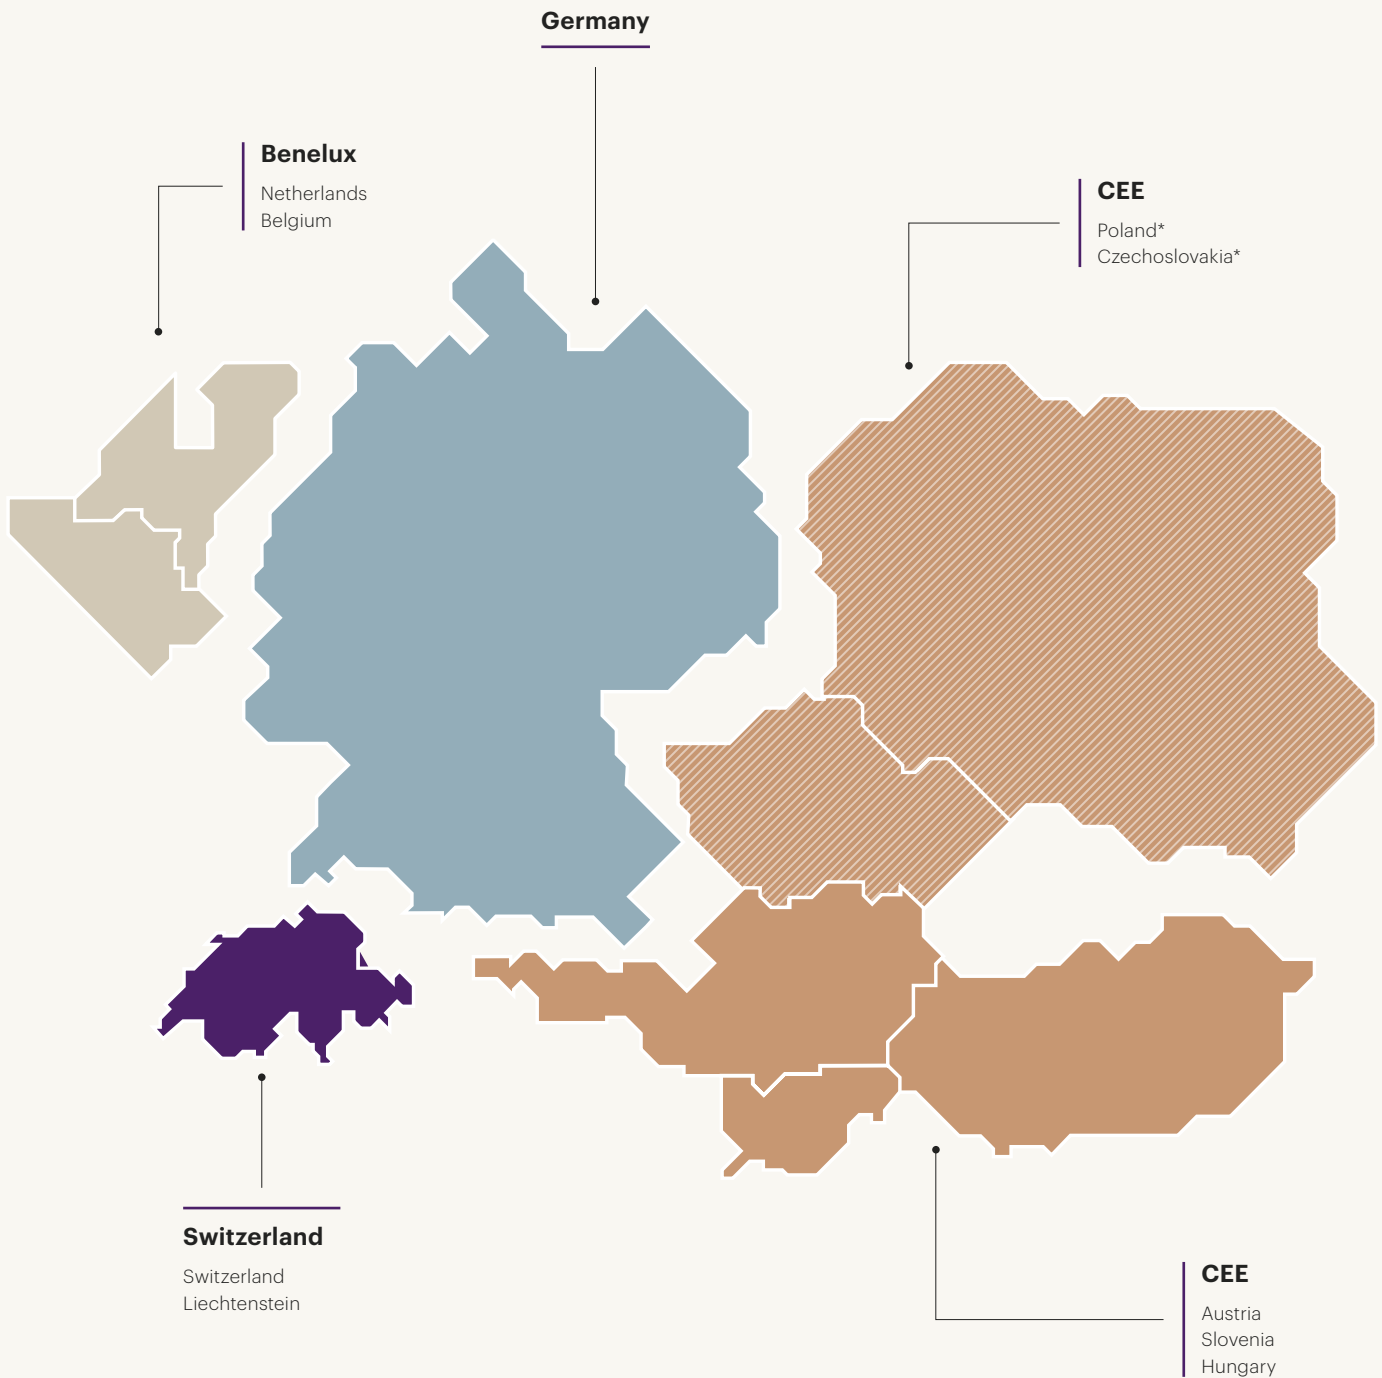 Germany
Benelux
Netherlands
Belgium
CEE
Poland*
Czechoslovakia*
Switzerland
Switzerland
Liechtenstein
CEE
Austria
Slovenia
Hungary